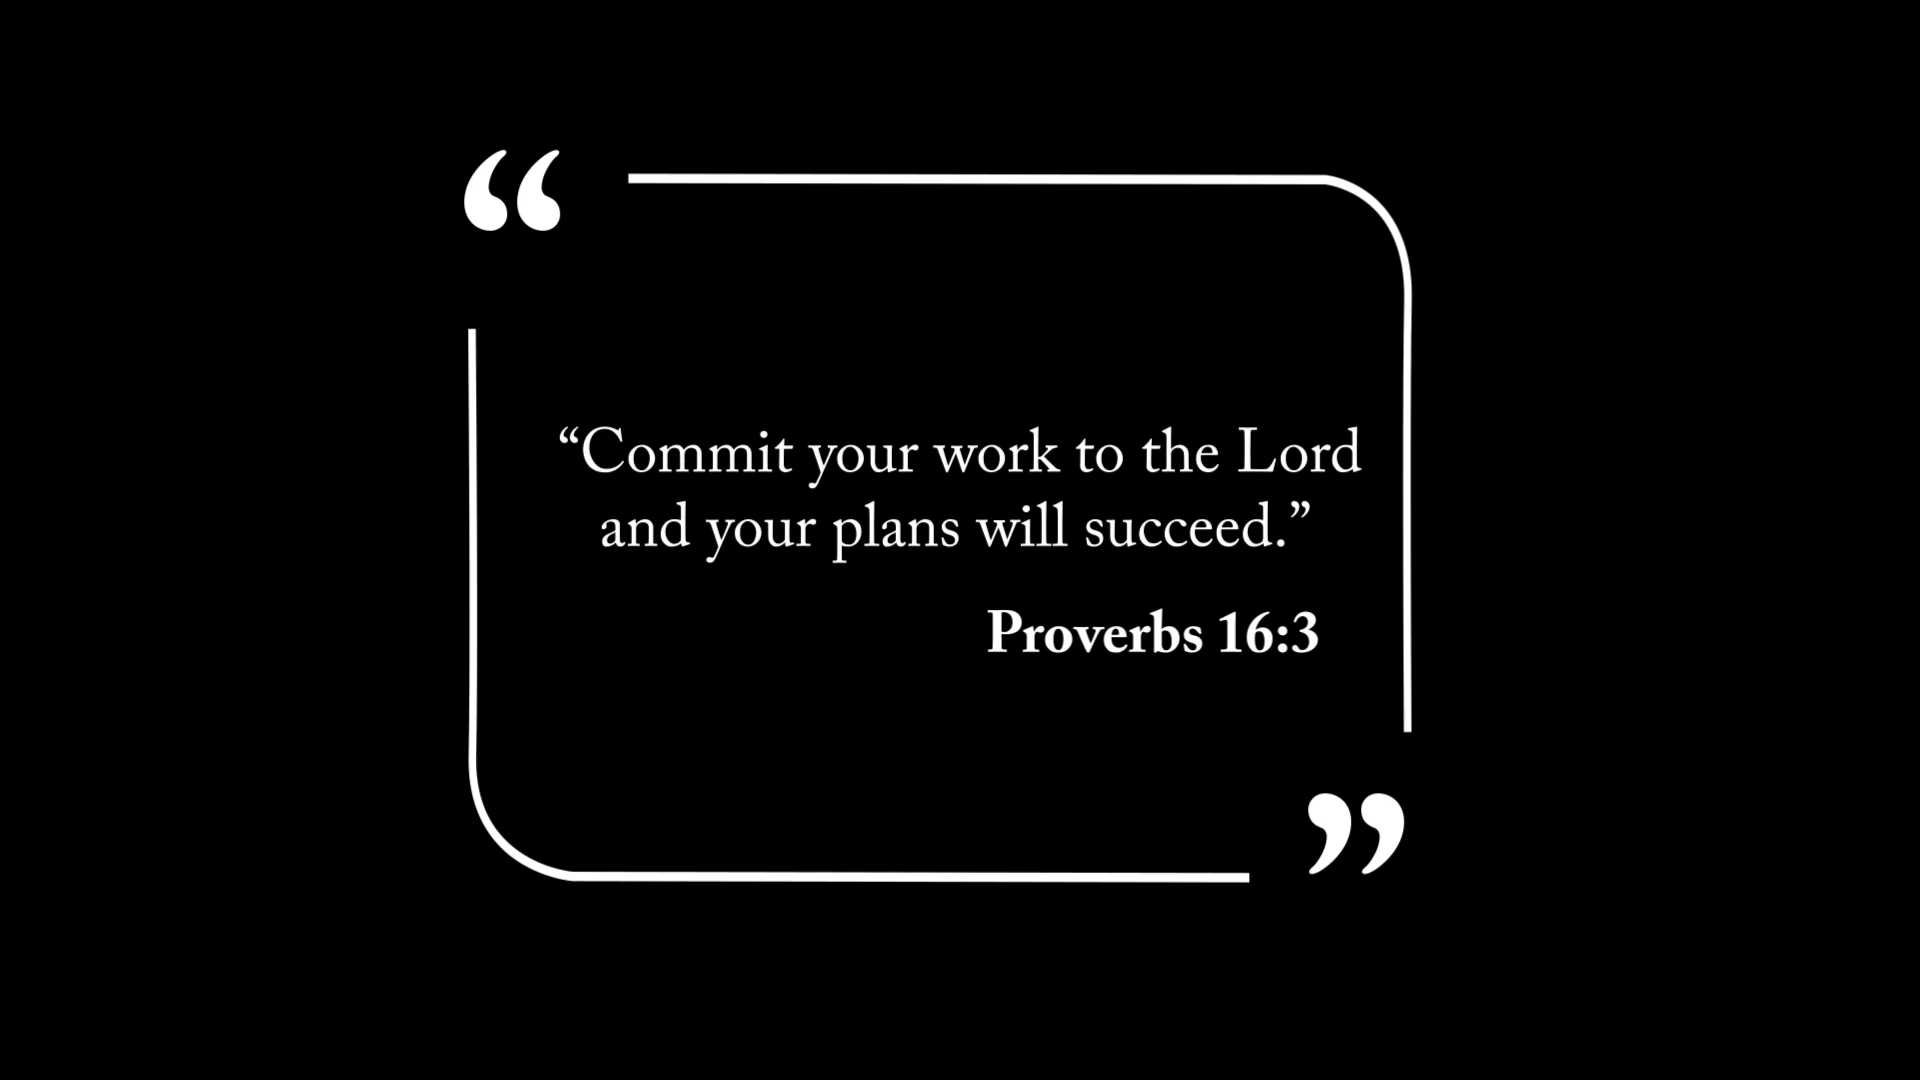 “Commit your work to the Lord
and your plans will succeed.”
Proverbs 16:3